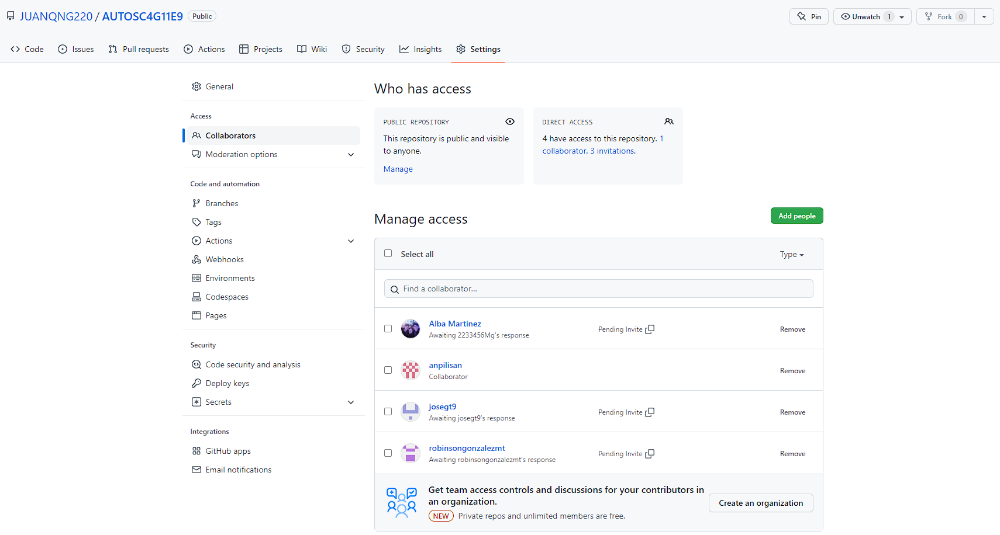 JUANQNG220 / AUTOSC4G11E9 Public
Pin
Unwatch 1
Fork 0
Code
Issues
Pull requests
Actions
Projects
Wiki
Security
Insights
Settings
General
Access
Collaborators
Moderation options
Code and automation
Branches
Tags
Actions
Webhooks
Environments
Codespaces
Pages
Security
Code security and analysis
Deploy keys
Secrets
Integrations
GitHub apps
Email notifications
Who has access
PUBLIC REPOSITORY
This repository is public and visible
to anyone.
Manage
DIRECT ACCESS
4 have access to this repository. 1
collaborator. 3 invitations.
Manage access
Add people
Select all
Type
Find a collaborator...
Alba Martinez
Awaiting 2233456Mg's response
Pending Invite
Remove
anpilisan
Collaborator
Remove
josegt9
Awaiting josegt9's response
Pending Invite
Remove
robinsongonzalezmt
Awaiting robinsongonzalezmt's response
Pending Invite
Remove
Get team access controls and discussions for your contributors in
an organization.
NEW Private repos and unlimited members are free.
Create an organization